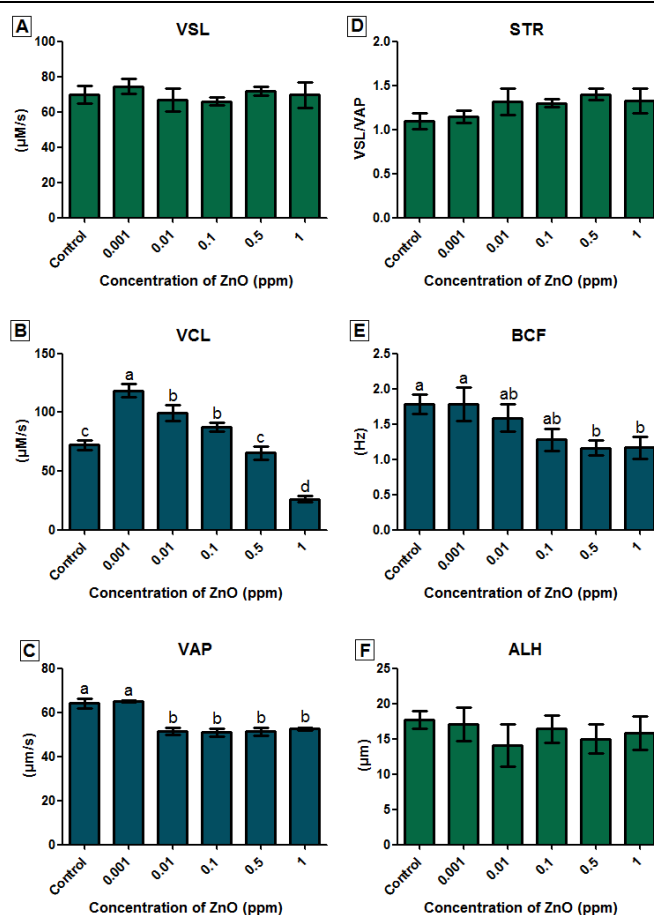 A
VSL
(µM/s)
100
80
60
40
20
0
Control
0.001
0.01
0.1
0.5
1
Concentration of ZnO (ppm)
D
STR
VSL/VAP
2.0
1.5
1.0
0.5
0.0
Control
0.001
0.01
0.1
0.5
1
Concentration of ZnO (ppm)
B
VCL
(µM/s)
150
100
50
0
c
a
b
b
c
d
Control
0.001
0.01
0.1
0.5
1
Concentration of ZnO (ppm)
E
BCF
(Hz)
2.5
2.0
1.5
1.0
0.5
0.0
a
a
ab
ab
b
b
Control
0.001
0.01
0.1
0.5
1
Concentration of ZnO (ppm)
C
VAP
(µm/s)
80
60
40
20
0
a
a
b
b
b
b
Control
0.001
0.01
0.1
0.5
1
Concentration of ZnO (ppm)
F
ALH
(µm)
25
20
15
10
5
0
Control
0.001
0.01
0.1
0.5
1
Concentration of ZnO (ppm)